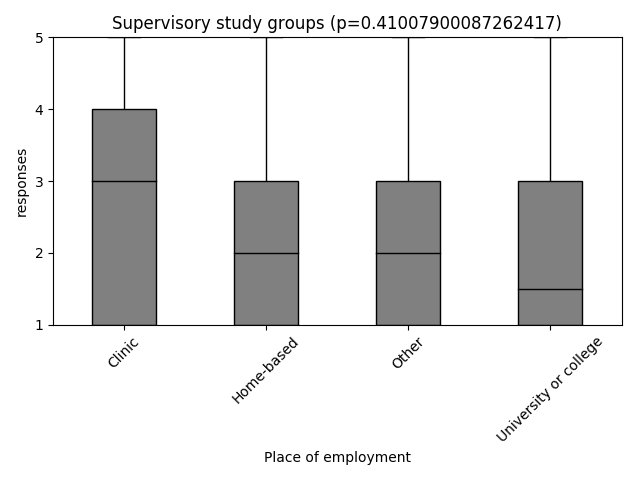 Supervisory study groups (p=0.41007900087262417)
5
4
3
2
1
responses
Clinic
Home-based
Other
University or college
Place of employment